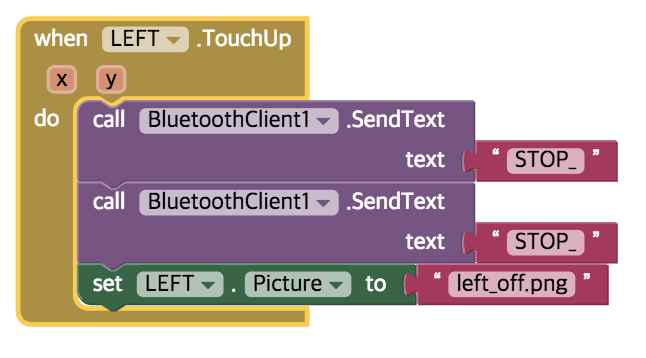 when LEFT .TouchUp
x y
do call BluetoothClient1 .SendText
text “ STOP_ ”
call BluetoothClient1 .SendText
text “ STOP_ ”
set LEFT . Picture to “ left_off.png ”